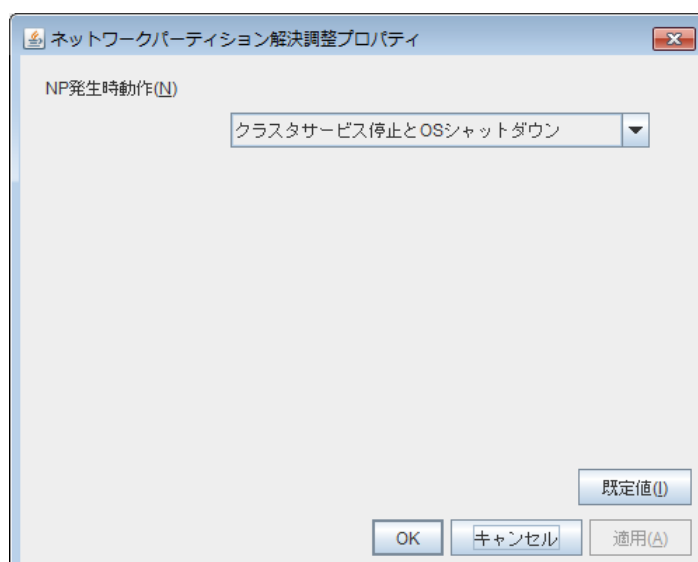 ネットワークパーティション解決調整プロパティ
NP発生時動作(N)
クラスタサービス停止とOSシャットダウン
既定値(I)
OK キャンセル 適用(A)